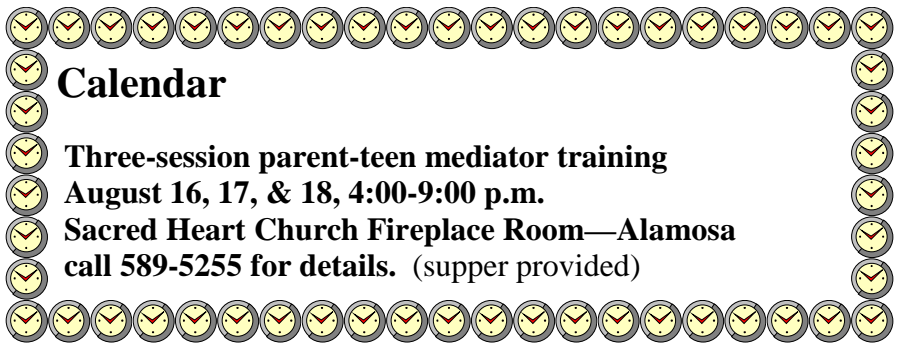 Calendar
Three-session parent-teen mediator training
August 16, 17, & 18, 4:00-9:00 p.m.
Sacred Heart Church Fireplace Room—Alamosa
call 589-5255 for details.  (supper provided)